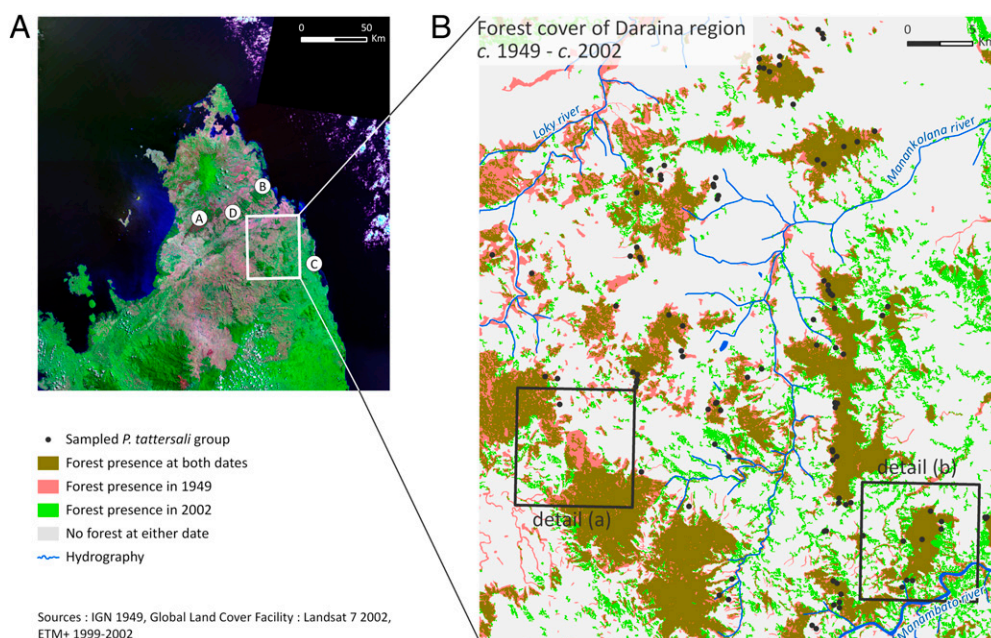 A
0 50
Km
B
D
A
C
Sampled P. tattersali group
Forest presence at both dates
Forest presence in 1949
Forest presence in 2002
No forest at either date
Hydrography
Sources : IGN 1949, Global Land Cover Facility : Landsat 7 2002,
ETM+ 1999-2002
B
Forest cover of Daraina region
c. 1949 - c. 2002
0 5
Km
Loky river
Manankolana river
detail (a)
detail (b)
Manambato river